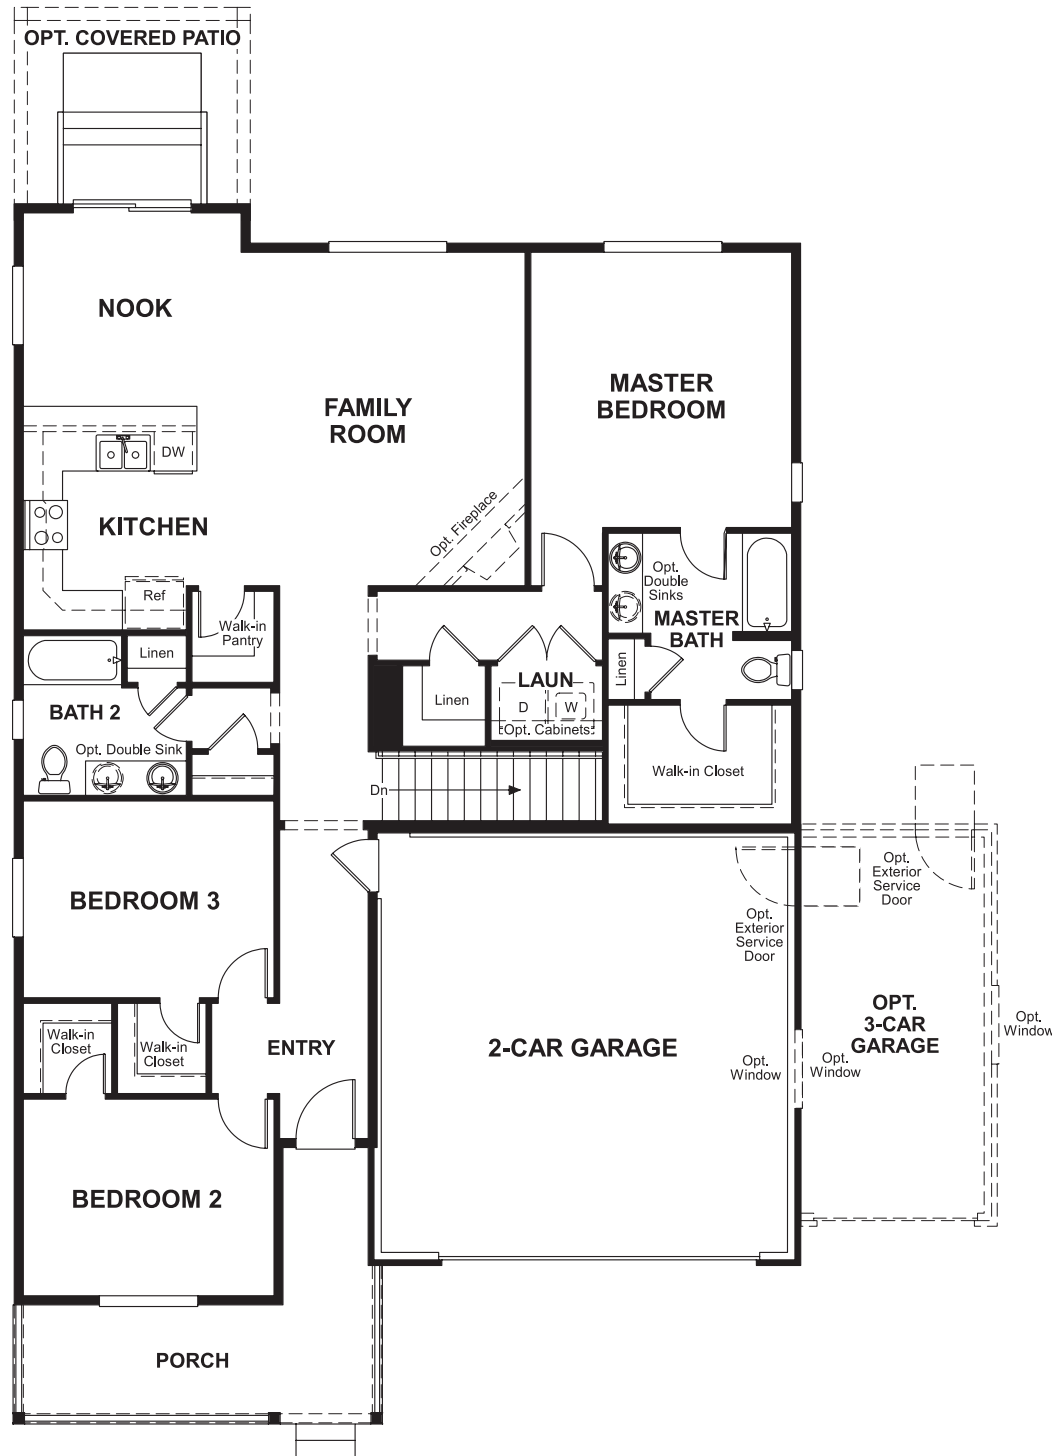 OPT. COVERED PATIO
NOOK
FAMILY
ROOM
MASTER
BEDROOM
DW
KITCHEN
Opt. Fireplace
Ref
Walk-in
Pantry
Opt.
Double
Sinks
MASTER
BATH
Linen
Linen
BATH 2
Opt. Double Sink
Linen
LAUN
D
W
Opt. Cabinets
Walk-in Closet
Dn
BEDROOM 3
Opt.
Exterior
Service
Door
Opt.
Exterior
Service
Door
Walk-in
Closet
Walk-in
Closet
ENTRY
2-CAR GARAGE
Opt.
Window
Opt.
Window
OPT.
3-CAR
GARAGE
Opt.
Window
BEDROOM 2
PORCH